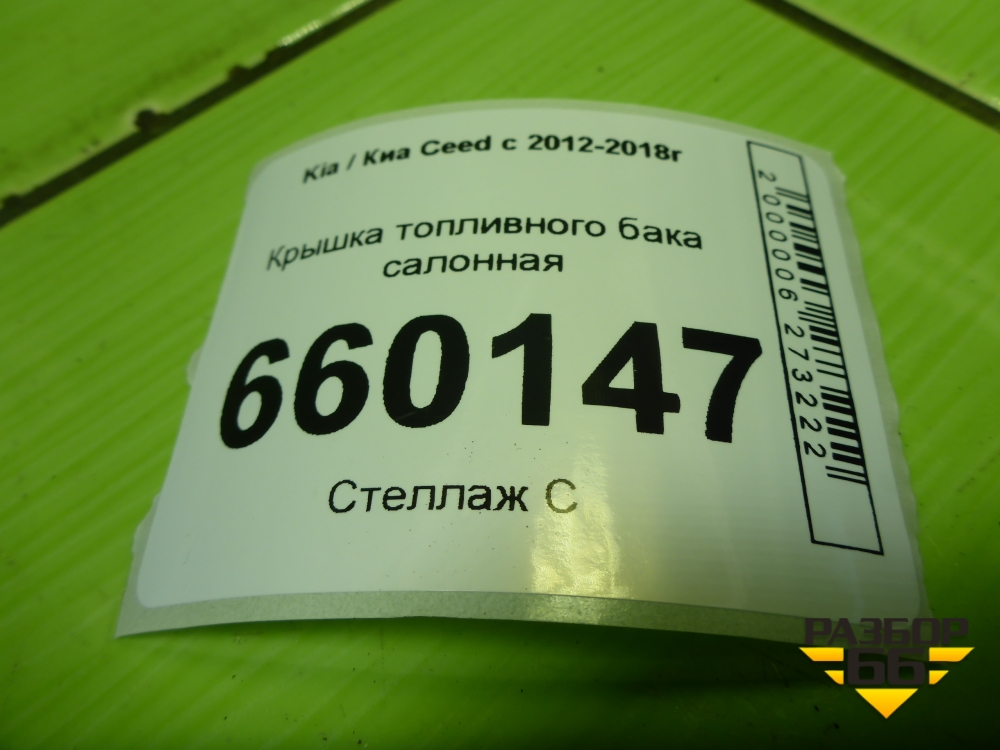 Kia / Киа Ceed с 2012-2018г
Крышка топливного бака
салонная
660147
Стеллаж С
2000006273222
РАЗБОР
66